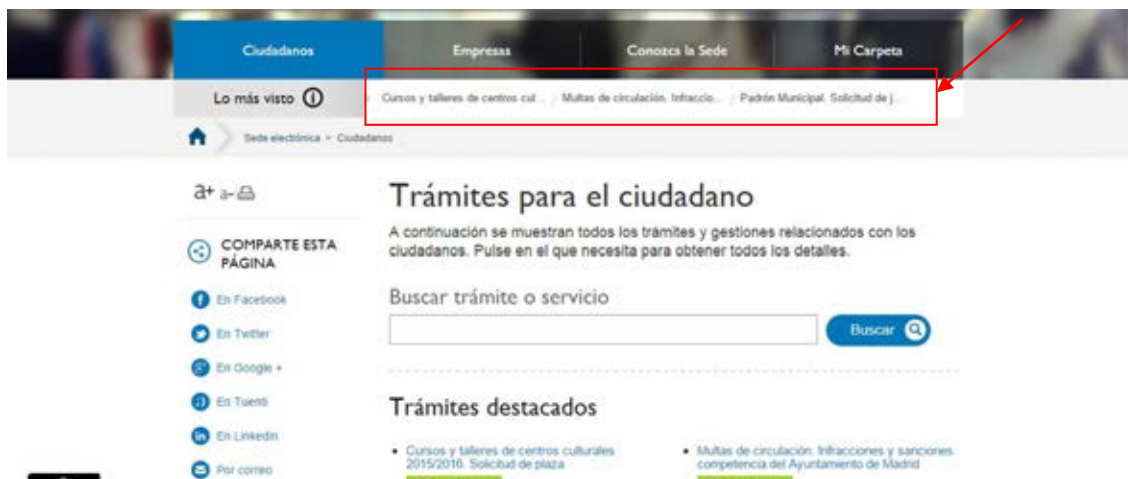 Ciudadanos Empresas Conozca la Sede Mi Carpeta
Lo más visto Cursos y talleres de centros cul... / Multas de circulación. Infraccio... / Padrón Municipal. Solicitud de j...
Sede electrónica Ciudadanos
a+ a-
COMPARTE ESTA
PÁGINA
En Facebook
En Twitter
En Google +
En Tuenti
En Linkedin
Por correo
Trámites para el ciudadano
A continuación se muestran todos los trámites y gestiones relacionados con los
ciudadanos. Pulse en el que necesita para obtener todos los detalles.
Buscar trámite o servicio
Buscar
Trámites destacados
• Cursos y talleres de centros culturales
2015/2016. Solicitud de plaza
• Multas de circulación. Infracciones y sanciones
competencia del Ayuntamiento de Madrid